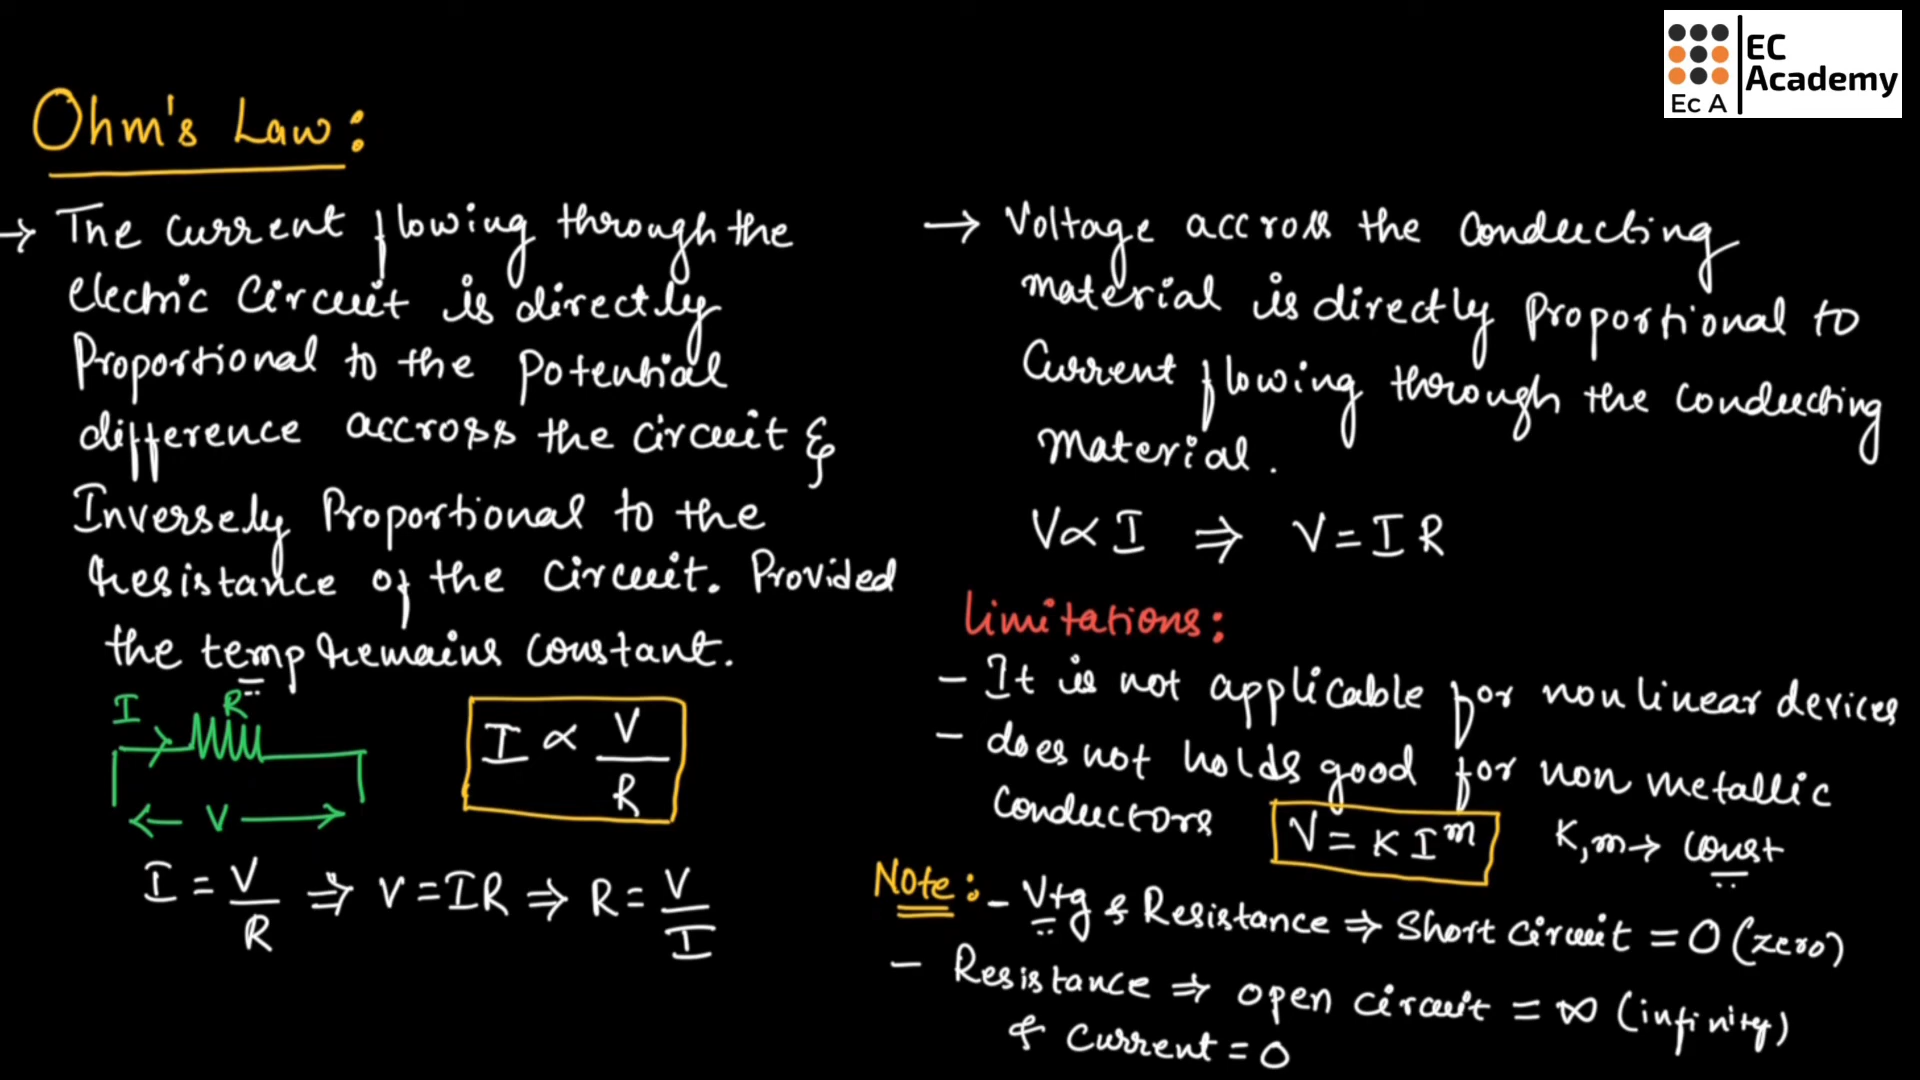 EC
Academy
Ec A
Ohm's Law:
→ The current flowing through the
electric circuit is directly
Proportional to the Potential
difference accross the circuit &
Inversely Proportional to the
resistance of the circuit. Provided
the temp remains constant.
I R
V
I ∝ V/R
I = V/R ⇒ V = IR ⇒ R = V/I
→ Voltage accross the conducting
material is directly proportional to
Current flowing through the conducting
material.
V ∝ I ⇒ V = IR
Limitations:
- It is not applicable for non linear devices
- does not holds good for non metallic
conductors V = K I^m K, m → const
Note: - Vtg & Resistance ⇒ Short circuit = 0 (zero)
- Resistance ⇒ open circuit = ∞ (infinity)
& Current = 0